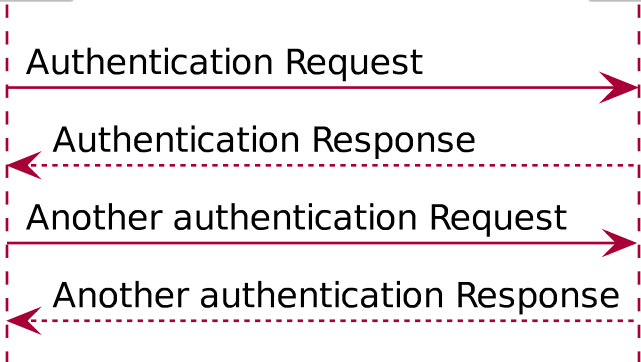 Authentication Request
Authentication Response
Another authentication Request
Another authentication Response